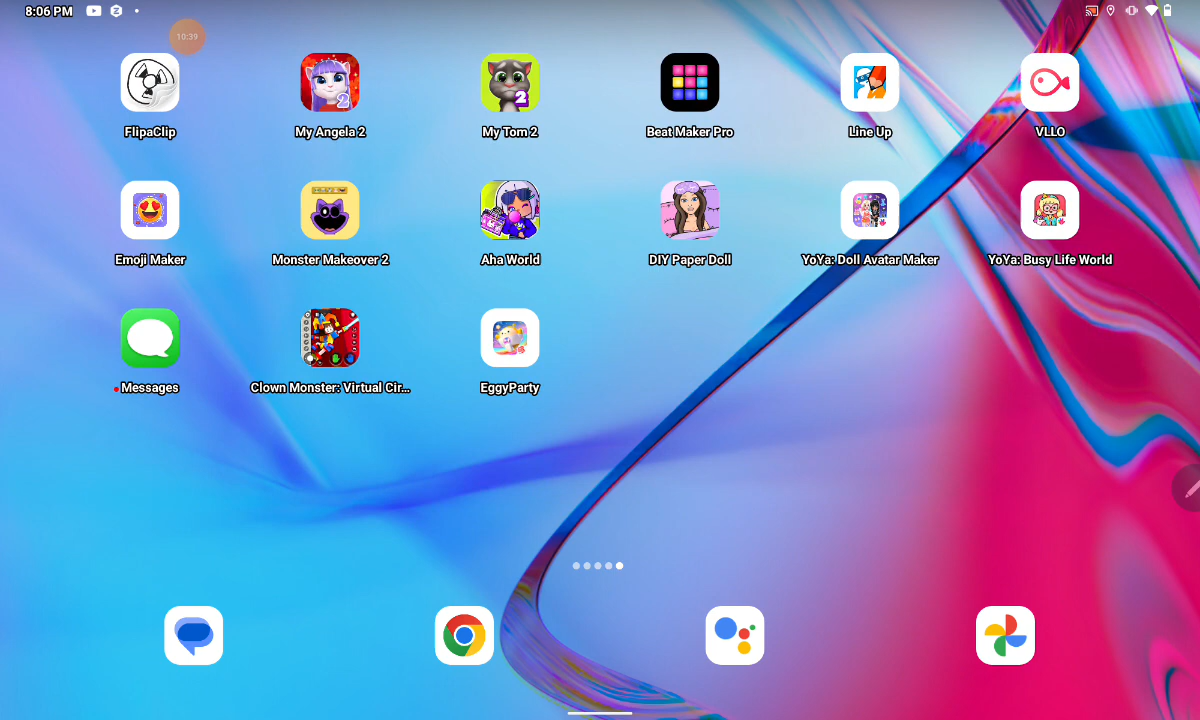 8:06 PM
10:39
FlipaClip
My Angela 2
My Tom 2
Beat Maker Pro
Line Up
VLLO
Emoji Maker
Monster Makeover 2
Aha World
DIY Paper Doll
YoYa: Doll Avatar Maker
YoYa: Busy Life World
Messages
Clown Monster: Virtual Cir...
EggyParty